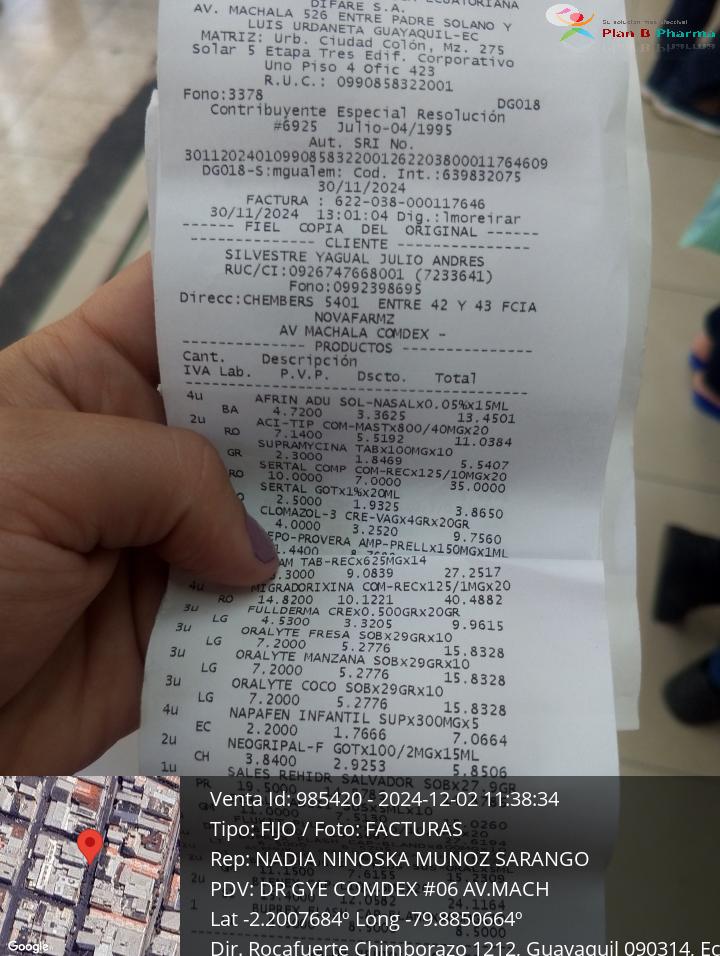 ECUATORIANA
DIFARE S.A.
AV. MACHALA 526 ENTRE PADRE SOLANO Y
LUIS URDANETA GUAYAQUIL-EC
MATRIZ: Urb. Ciudad Colón, Mz. 275
Solar 5 Etapa Tres Edif. Corporativo
Uno Piso 4 Ofic 423
R.U.C.: 0990858322001
Fono:3378 DG018
Contribuyente Especial Resolución
#6925 Julio-04/1995
Aut. SRI No.
3011202401099085832200126220380001176​4609
DG018-S:mgualem: Cod. Int.:639832075
30/11/2024
FACTURA : 622-038-000117646
30/11/2024 13:01:04 Dig.:lmoreirar
------ FIEL COPIA DEL ORIGINAL ------
--------------- CLIENTE ---------------
SILVESTRE YAGUAL JULIO ANDRES
RUC/CI:0926747668001 (7233641)
Fono:0992398695
Direcc:CHEMBERS 5401 ENTRE 42 Y 43 FCIA
NOVAFARMZ
AV MACHALA COMDEX -
--------------- PRODUCTOS ---------------
Cant. Descripción
IVA Lab. P.V.P. Dscto. Total
4u AFRIN ADU SOL-NASALx0.05%x15ML
BA 4.7200 3.3625 13.4501
2u ACI-TIP COM-MASTx800/40MGx20
RO 7.1400 5.5192 11.0384
SUPRAMYCINA TABx100MGx10
GR 2.3000 1.8469 5.5407
SERTAL COMP COM-RECx125/10MGx20
RO 10.0000 7.0000 35.0000
SERTAL GOTx1%x20ML
2.5000 1.9325 3.8650
CLOMAZOL-3 CRE-VAGx4GRx20GR
4.0000 3.2520 9.7560
EPO-PROVERA AMP-PRELLx150MGx1ML
.4400
AM TAB-RECx625MGx14
.3000 9.0839 27.2517
4u MIGRADORIXINA COM-RECx125/1MGx20
RO 14.8200 10.1221 40.4882
3u FULLDERMA CREx0.500GRx20GR
LG 4.5300 3.3205 9.9615
3u ORALYTE FRESA SOBx29GRx10
LG 7.2000 5.2776 15.8328
3u ORALYTE MANZANA SOBx29GRx10
LG 7.2000 5.2776 15.8328
3u ORALYTE COCO SOBx29GRx10
LG 7.2000 5.2776 15.8328
4u NAPAFEN INFANTIL SUPx300MGx5
EC 2.2000 1.7666 7.0664
2u NEOGRIPAL-F GOTx100/2MGx15ML
CH 3.8400 2.9253 5.8506
1u SALES REHIDR SALVADOR
PR
Su solución más efectiva!
Plan B Pharma
Venta Id: 985420 - 2024-12-02 11:38:34
Tipo: FIJO / Foto: FACTURAS
Rep: NADIA NINOSKA MUNOZ SARANGO
PDV: DR GYE COMDEX #06 AV.MACH
Lat -2.2007684º Long -79.8850664º
Dir. Rocafuerte Chimborazo 1212, Guayaquil 090314, Ec
Google